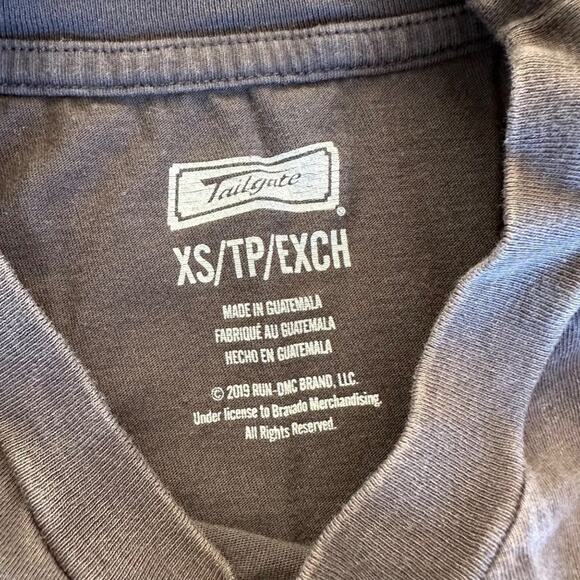 Tailgate ®
XS/TP/EXCH
MADE IN GUATEMALA
FABRIQUÉ AU GUATEMALA
HECHO EN GUATEMALA
© 2019 RUN-DMC BRAND, LLC.
Under license to Bravado Merchandising.
All Rights Reserved.